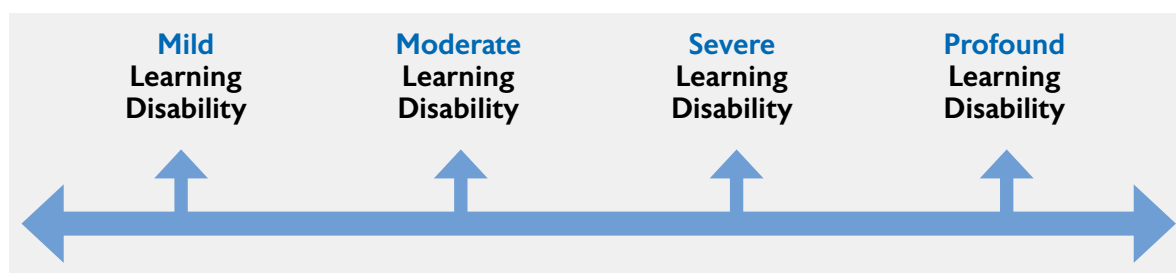 Mild
Learning
Disability
Moderate
Learning
Disability
Severe
Learning
Disability
Profound
Learning
Disability